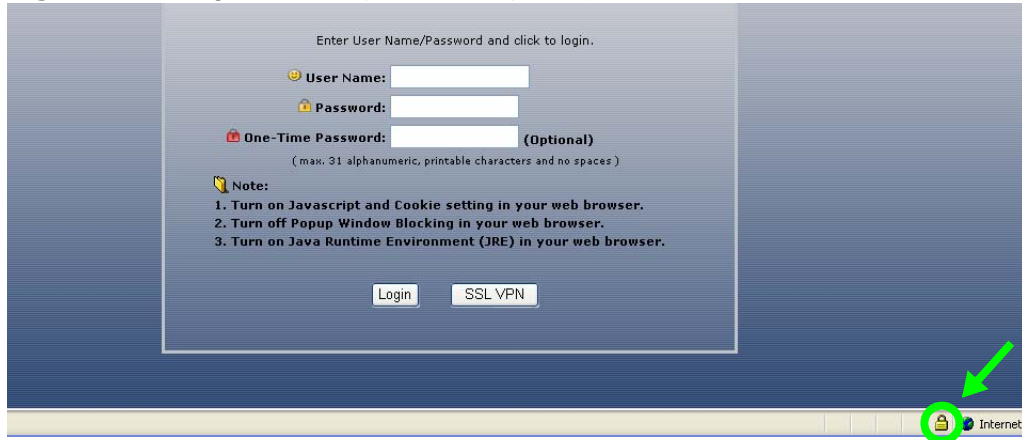 Enter User Name/Password and click to login.
User Name:
Password:
One-Time Password: (Optional)
( max. 31 alphanumeric, printable characters and no spaces )
Note:
1. Turn on Javascript and Cookie setting in your web browser.
2. Turn off Popup Window Blocking in your web browser.
3. Turn on Java Runtime Environment (JRE) in your web browser.
Login SSL VPN
Internet